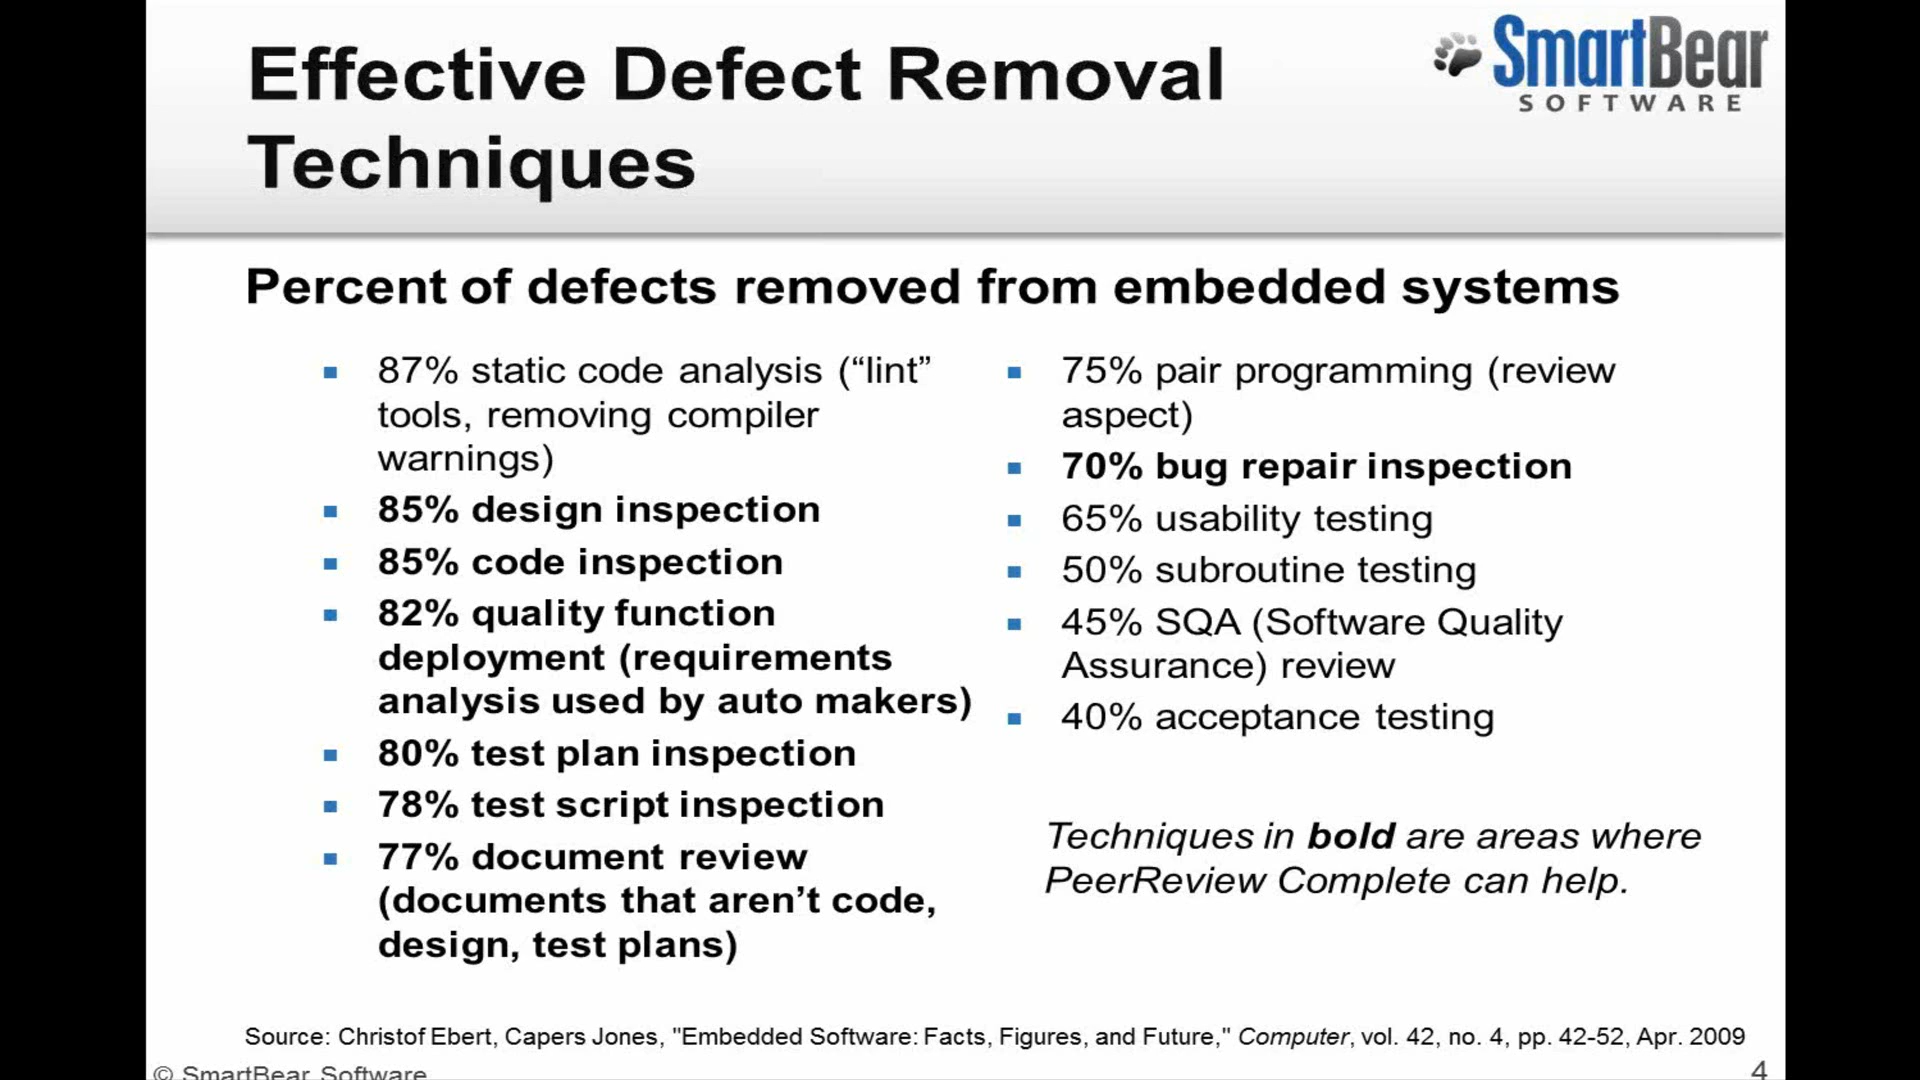 Effective Defect Removal
Techniques
SmartBear
SOFTWARE
Percent of defects removed from embedded systems
87% static code analysis (“lint”
tools, removing compiler
warnings)
85% design inspection
85% code inspection
82% quality function
deployment (requirements
analysis used by auto makers)
80% test plan inspection
78% test script inspection
77% document review
(documents that aren’t code,
design, test plans)
75% pair programming (review
aspect)
70% bug repair inspection
65% usability testing
50% subroutine testing
45% SQA (Software Quality
Assurance) review
40% acceptance testing
Techniques in bold are areas where
PeerReview Complete can help.
Source: Christof Ebert, Capers Jones, "Embedded Software: Facts, Figures, and Future," Computer, vol. 42, no. 4, pp. 42-52, Apr. 2009
© SmartBear Software
4